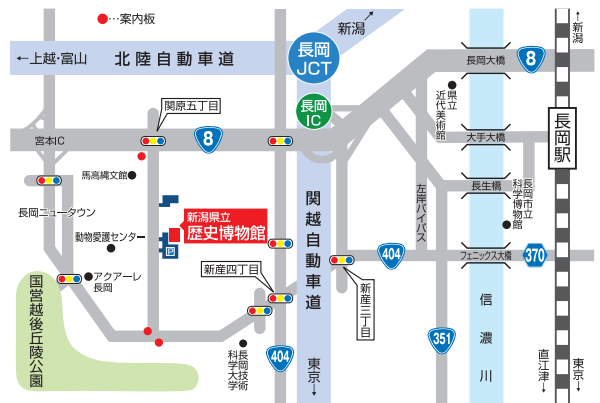 ●…案内板
新潟
←上越・富山
北陸自動車道
長岡
JCT
長岡
IC
関原五丁目
宮本IC
8
8
長岡大橋
↑新潟
県立
近代美術館
大手大橋
長岡駅
馬高縄文館
長岡ニュータウン
長生橋
長岡市立
科学博物館
左岸バイパス
新潟県立
歴史博物館
関越自動車道
動物愛護センター
P
アクアーレ
長岡
新産四丁目
404
フェニックス大橋
370
国営越後丘陵公園
新産三丁目
信濃川
351
404
長岡技術
科学大学
東京→
直江津→
東京→